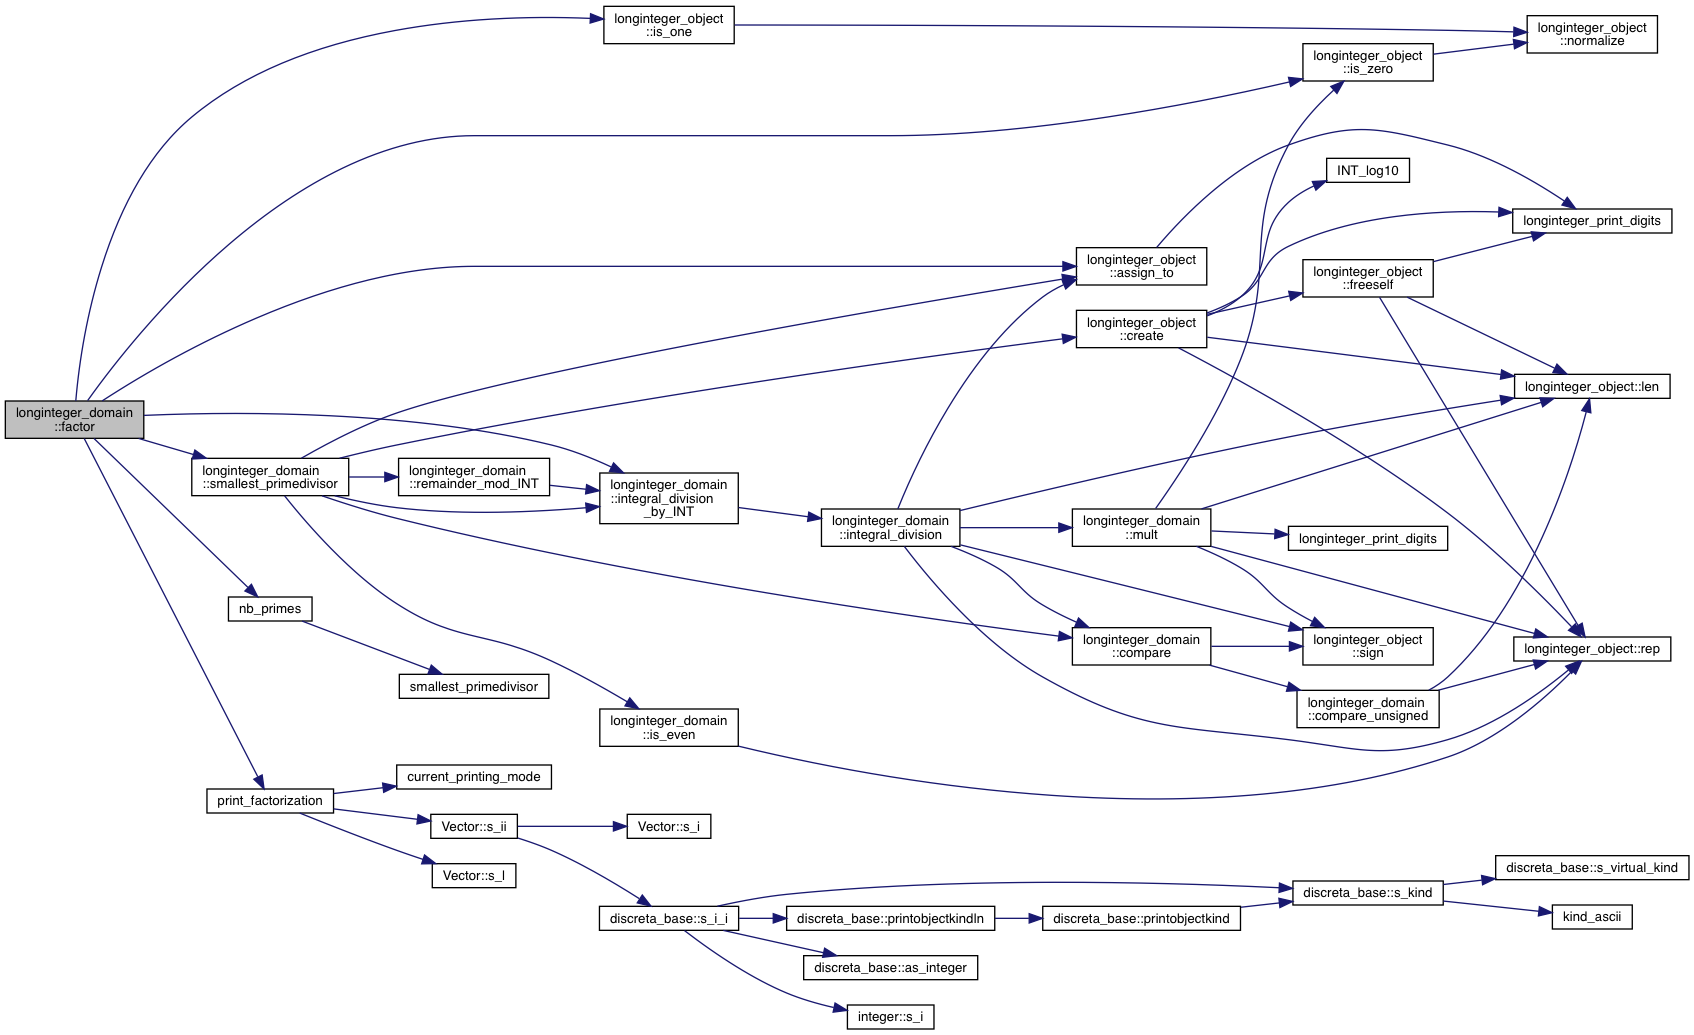 longinteger_object
::is_one
longinteger_object
::normalize
longinteger_object
::is_zero
INT_log10
longinteger_print_digits
longinteger_object
::assign_to
longinteger_object
::freeself
longinteger_object
::create
longinteger_object::len
longinteger_domain
::factor
longinteger_domain
::smallest_primedivisor
longinteger_domain
::remainder_mod_INT
longinteger_domain
::integral_division
_by_INT
longinteger_domain
::integral_division
longinteger_domain
::mult
longinteger_print_digits
nb_primes
longinteger_domain
::compare
longinteger_object
::sign
longinteger_object::rep
smallest_primedivisor
longinteger_domain
::compare_unsigned
longinteger_domain
::is_even
current_printing_mode
print_factorization
Vector::s_ii
Vector::s_i
Vector::s_l
discreta_base::s_virtual_kind
discreta_base::s_kind
discreta_base::s_i_i
discreta_base::printobjectkindln
discreta_base::printobjectkind
kind_ascii
discreta_base::as_integer
integer::s_i